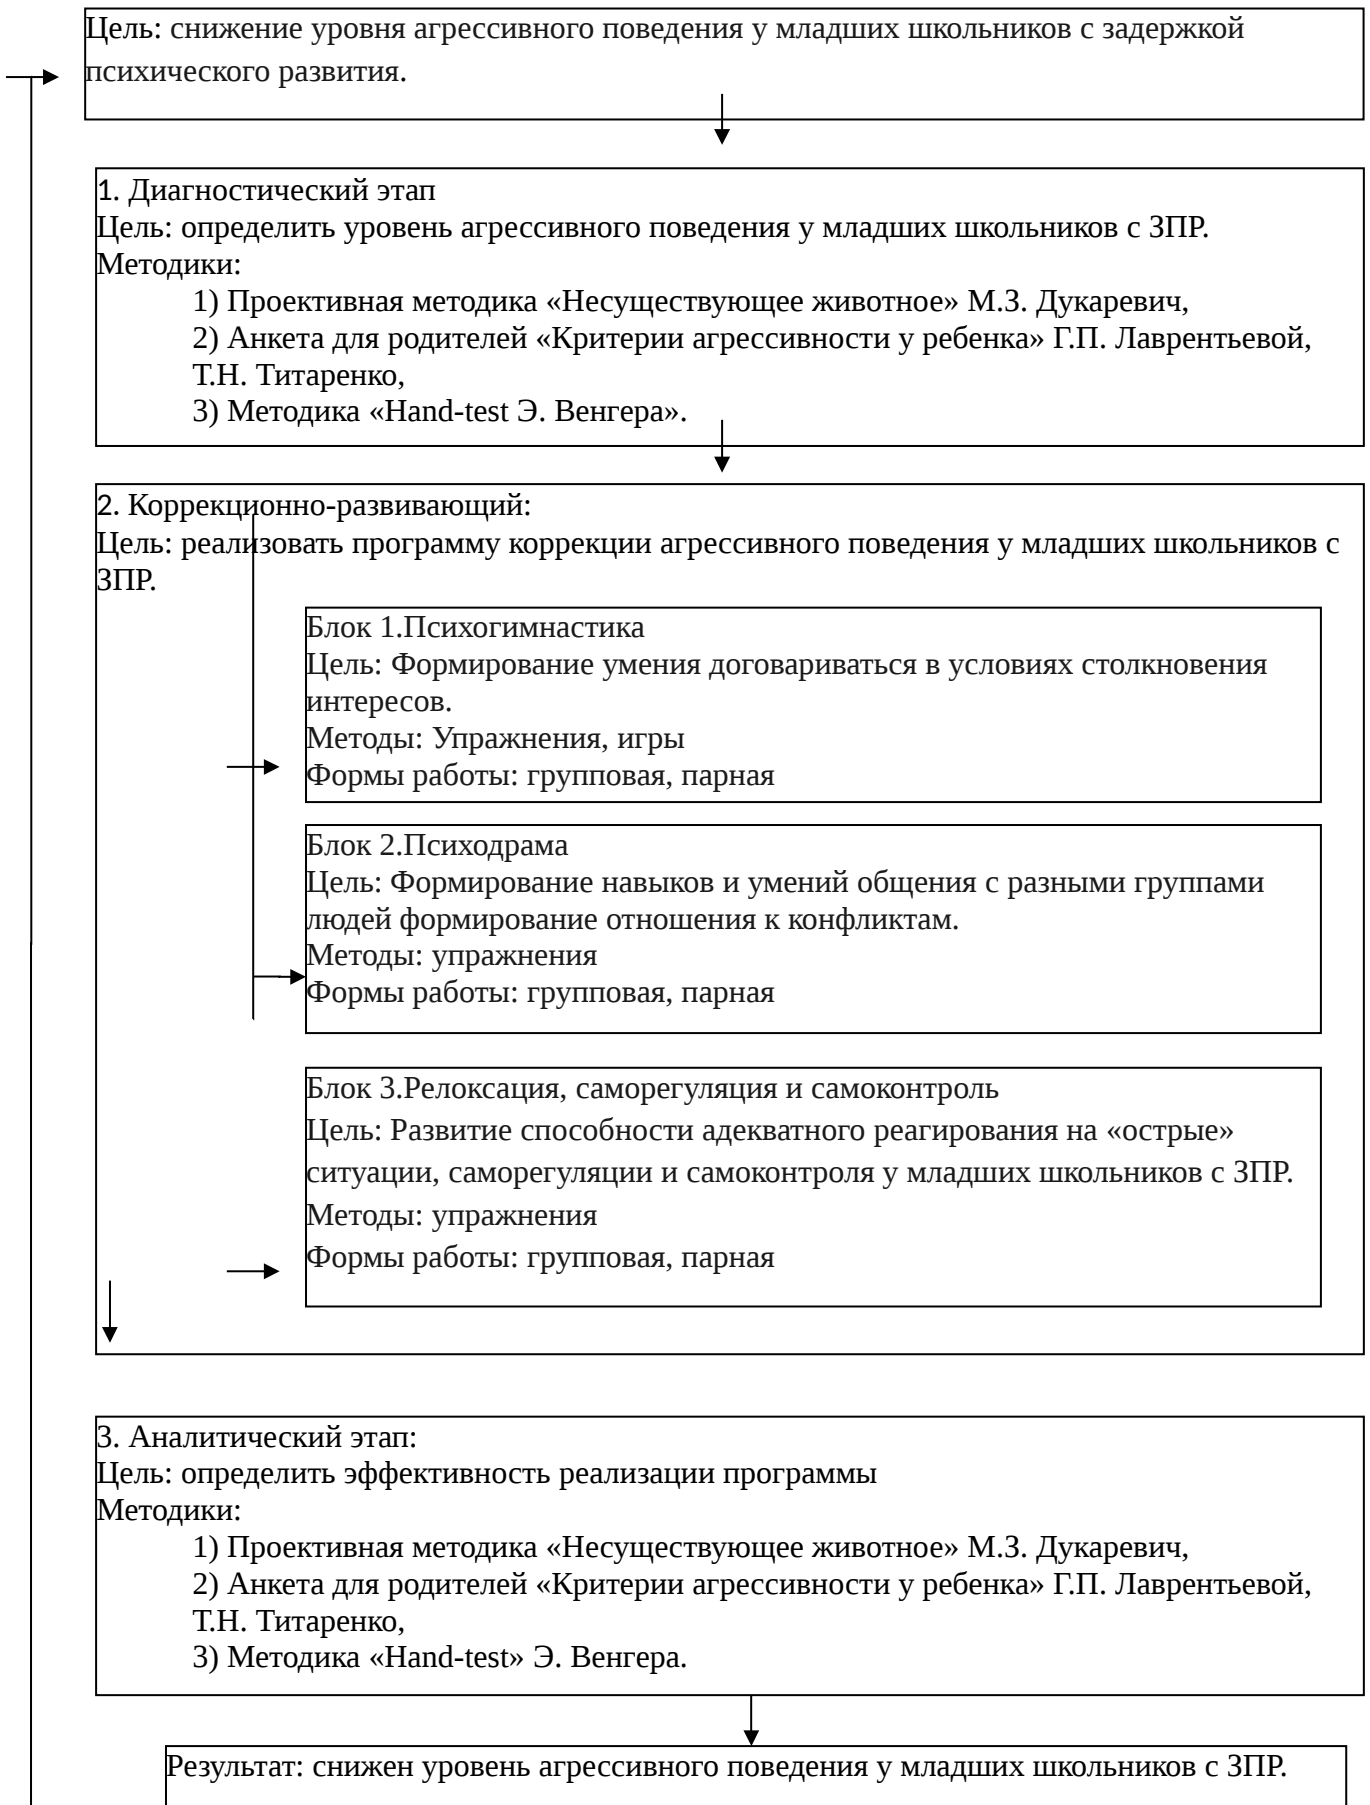 Цель: снижение уровня агрессивного поведения у младших школьников с задержкой
психического развития.
1. Диагностический этап
Цель: определить уровень агрессивного поведения у младших школьников с ЗПР.
Методики:
1) Проективная методика «Несуществующее животное» М.З. Дукаревич,
2) Анкета для родителей «Критерии агрессивности у ребенка» Г.П. Лаврентьевой,
Т.Н. Титаренко,
3) Методика «Hand-test Э. Венгера».
2. Коррекционно-развивающий:
Цель: реализовать программу коррекции агрессивного поведения у младших школьников с
ЗПР.
Блок 1.Психогимнастика
Цель: Формирование умения договариваться в условиях столкновения
интересов.
Методы: Упражнения, игры
Формы работы: групповая, парная
Блок 2.Психодрама
Цель: Формирование навыков и умений общения с разными группами
людей формирование отношения к конфликтам.
Методы: упражнения
Формы работы: групповая, парная
Блок 3.Релоксация, саморегуляция и самоконтроль
Цель: Развитие способности адекватного реагирования на «острые»
ситуации, саморегуляции и самоконтроля у младших школьников с ЗПР.
Методы: упражнения
Формы работы: групповая, парная
3. Аналитический этап:
Цель: определить эффективность реализации программы
Методики:
1) Проективная методика «Несуществующее животное» М.З. Дукаревич,
2) Анкета для родителей «Критерии агрессивности у ребенка» Г.П. Лаврентьевой,
Т.Н. Титаренко,
3) Методика «Hand-test» Э. Венгера.
Результат: снижен уровень агрессивного поведения у младших школьников с ЗПР.